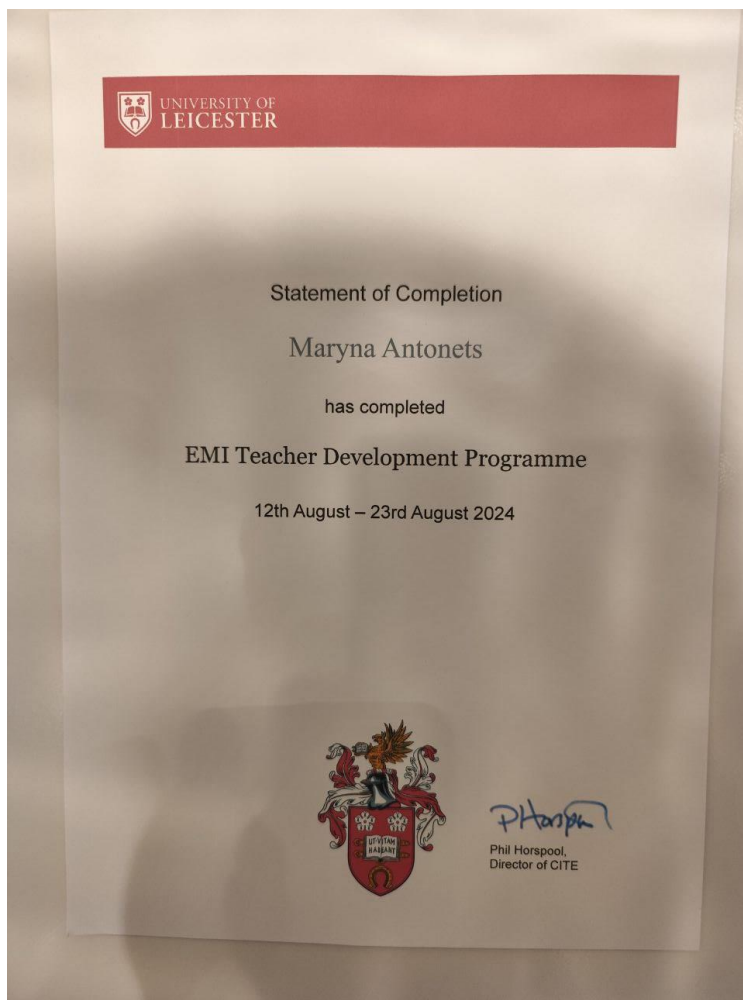 UNIVERSITY OF
LEICESTER
Statement of Completion
Maryna Antonets
has completed
EMI Teacher Development Programme
12th August – 23rd August 2024
UT·VITAM
HABEANT
PHorspool
Phil Horspool,
Director of CITE